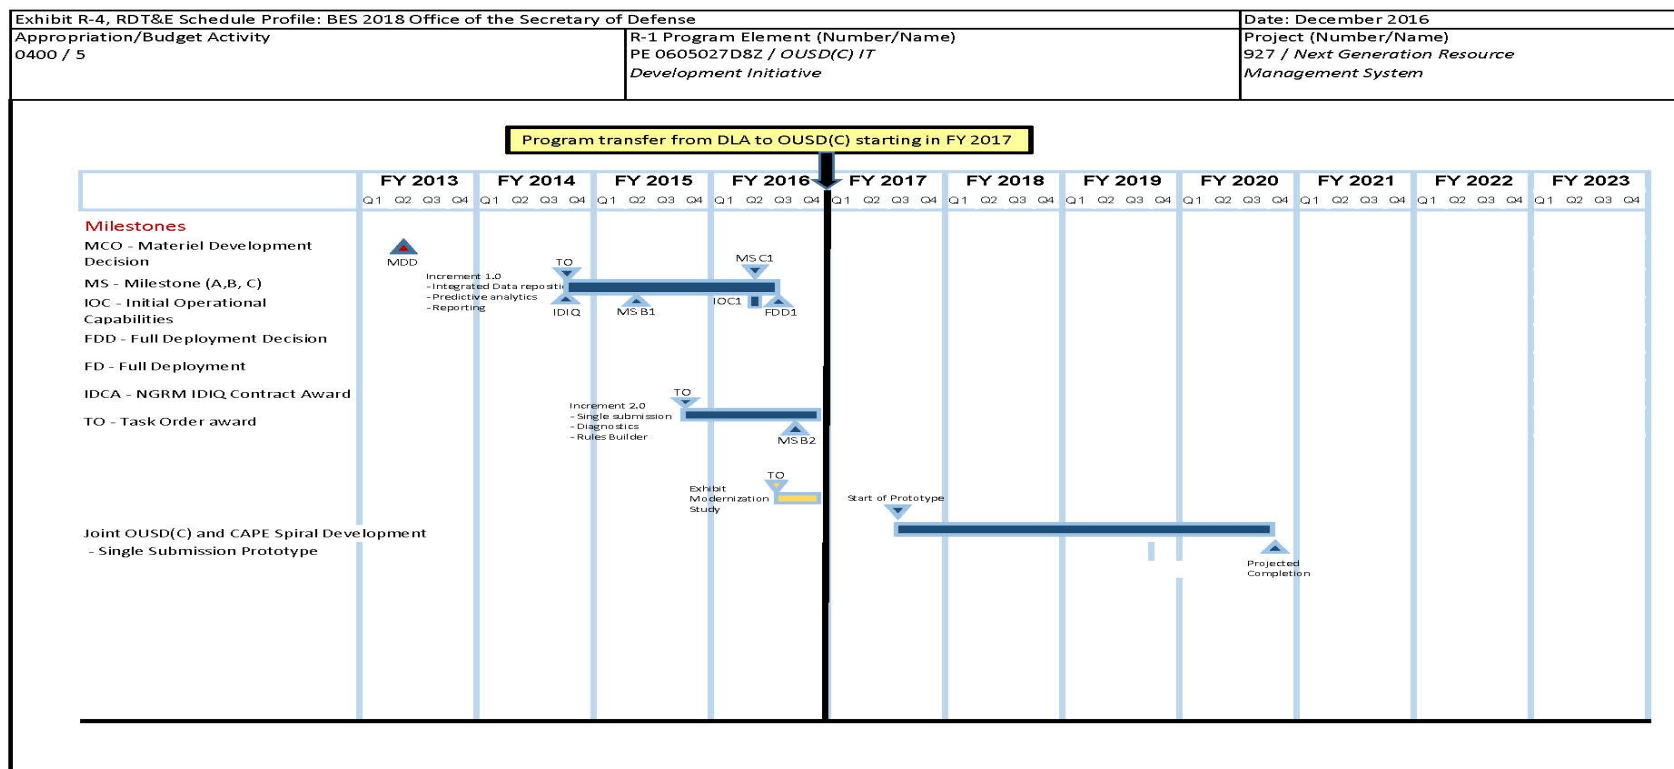 Exhibit R-4, RDT&E Schedule Profile: BES 2018 Office of the Secretary of Defense
Date: December 2016
Appropriation/Budget Activity
0400 / 5
R-1 Program Element (Number/Name)
PE 0605027D8Z / OUSD(C) IT
Development Initiative
Project (Number/Name)
927 / Next Generation Resource
Management System
Program transfer from DLA to OUSD(C) starting in FY 2017
FY 2013 FY 2014 FY 2015 FY 2016 FY 2017 FY 2018 FY 2019 FY 2020 FY 2021 FY 2022 FY 2023
Q1 Q2 Q3 Q4 Q1 Q2 Q3 Q4 Q1 Q2 Q3 Q4 Q1 Q2 Q3 Q4 Q1 Q2 Q3 Q4 Q1 Q2 Q3 Q4 Q1 Q2 Q3 Q4 Q1 Q2 Q3 Q4 Q1 Q2 Q3 Q4 Q1 Q2 Q3 Q4 Q1 Q2 Q3 Q4
Milestones
MCO - Materiel Development
Decision
MS - Milestone (A,B, C)
IOC - Initial Operational
Capabilities
FDD - Full Deployment Decision
FD - Full Deployment
IDCA - NGRM IDIQ Contract Award
TO - Task Order award
Joint OUSD(C) and CAPE Spiral Development
- Single Submission Prototype
MDD
Increment 1.0
- Integrated Data repositi
- Predictive analytics
- Reporting
TO
IDIQ
MS B1
MS C1
IOC1
FDD1
Increment 2.0
- Single submission
- Diagnostics
- Rules Builder
TO
MS B2
Exhibit
Modernization
Study
TO
Start of Prototype
Projected
Completion